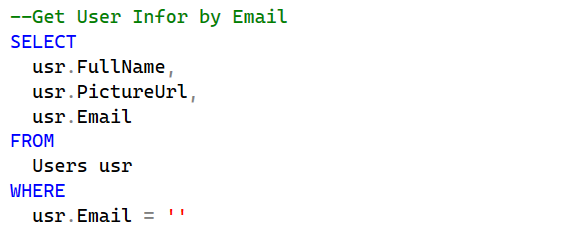 --Get User Infor by Email
SELECT
  usr.FullName,
  usr.PictureUrl,
  usr.Email
FROM
  Users usr
WHERE
  usr.Email = ''